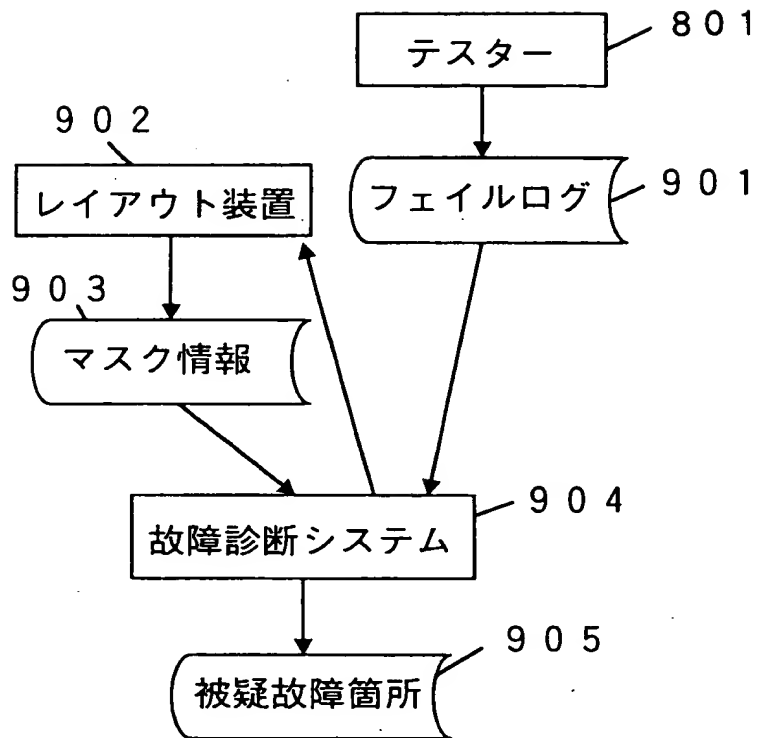 801
テスター
902
レイアウト装置
フェイルログ
901
903
マスク情報
904
故障診断システム
905
被疑故障箇所